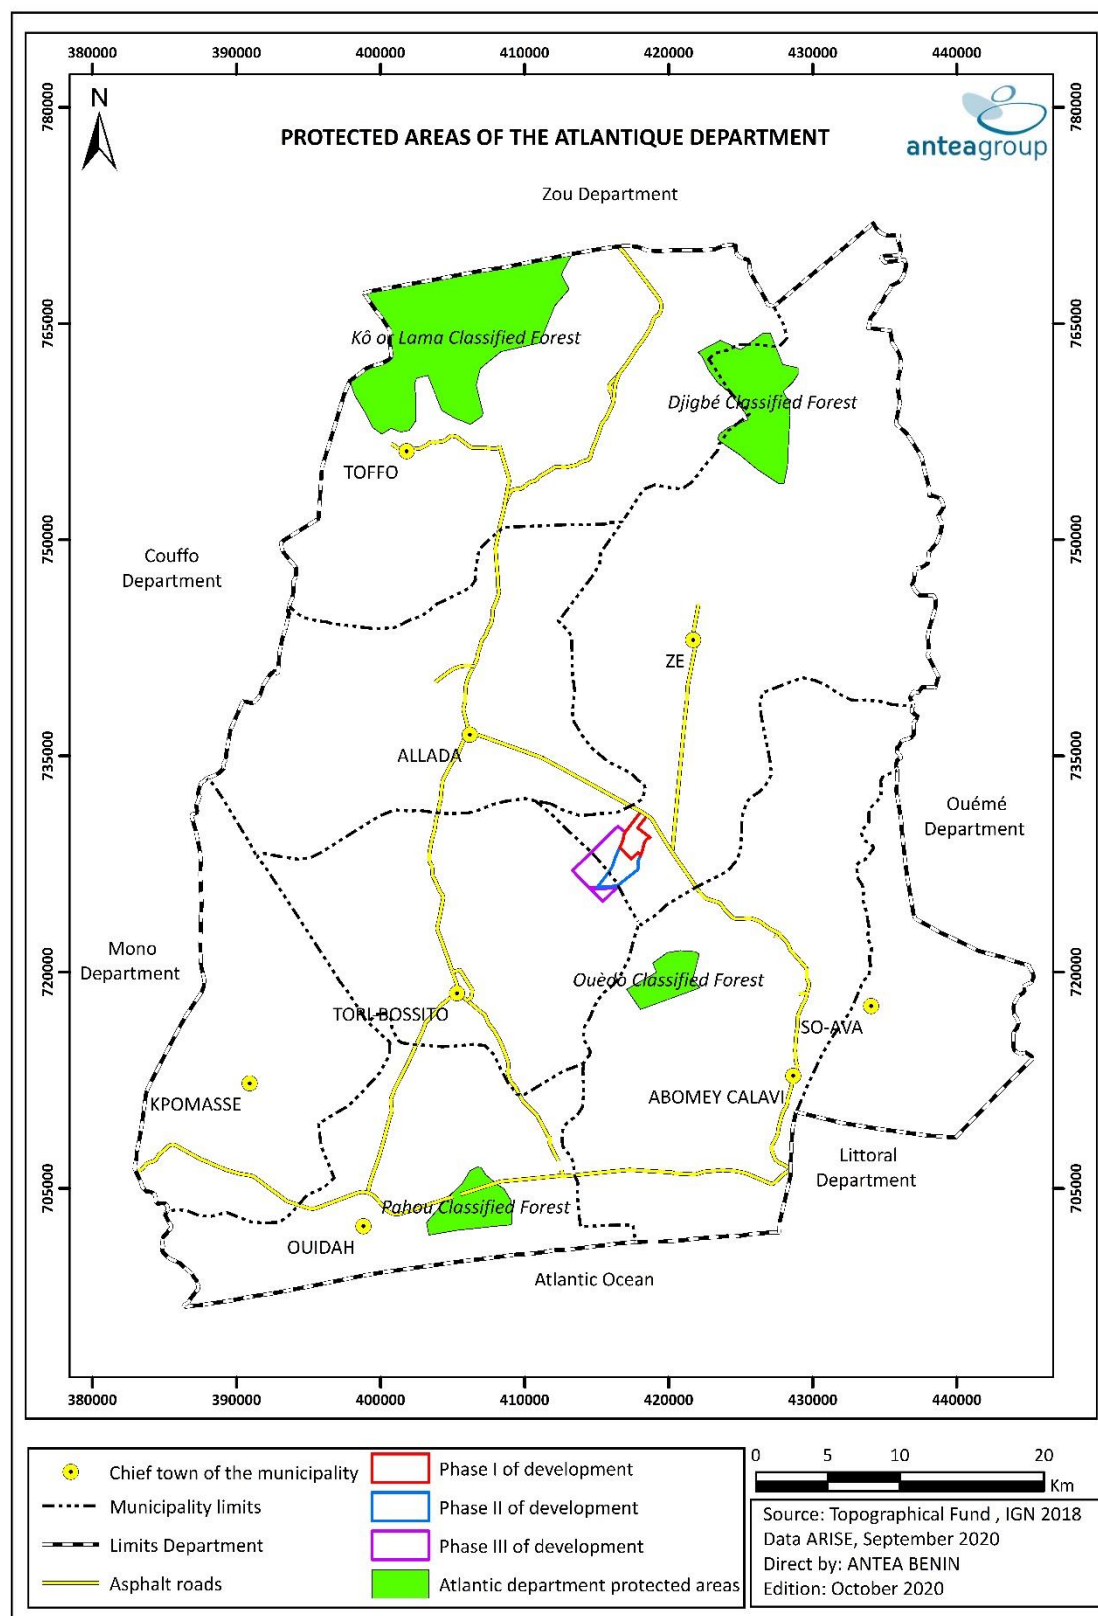 380000 390000 400000 410000 420000 430000 440000
780000
780000
N
PROTECTED AREAS OF THE ATLANTIQUE DEPARTMENT
anteagroup
Zou Department
765000
765000
Kô or Lama Classified Forest
Djigbé Classified Forest
TOFFO
750000
750000
Couffo
Department
ZE
ALLADA
735000
735000
Ouémé
Department
Mono
Department
720000
720000
Ouèdo Classified Forest
TORI-BOSSITO
SO-AVA
KPOMASSE
ABOMEY CALAVI
Littoral
Department
705000
705000
Pahou Classified Forest
OUIDAH
Atlantic Ocean
380000 390000 400000 410000 420000 430000 440000
Chief town of the municipality
Municipality limits
Limits Department
Asphalt roads
Phase I of development
Phase II of development
Phase III of development
Atlantic department protected areas
0 5 10 20
Km
Source: Topographical Fund , IGN 2018
Data ARISE, September 2020
Direct by: ANTEA BENIN
Edition: October 2020